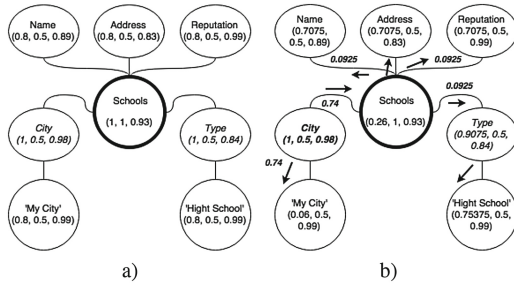 Name
(0.8, 0.5, 0.89)
Address
(0.8, 0.5, 0.83)
Reputation
(0.8, 0.5, 0.99)
Schools
(1, 1, 0.93)
City
(1, 0.5, 0.98)
Type
(1, 0.5, 0.84)
'My City'
(0.8, 0.5, 0.99)
'Hight School'
(0.8, 0.5, 0.99)
a)
Name
(0.7075,
0.5, 0.89)
Address
(0.7075, 0.5,
0.83)
Reputation
(0.7075, 0.5,
0.99)
0.0925
0.0925
0.74
Schools
(0.26, 1, 0.93)
City
(1, 0.5, 0.98)
Type
(0.9075, 0.5,
0.84)
0.74
'My City'
(0.06, 0.5,
0.99)
'Hight School'
(0.75375, 0.5,
0.99)
b)